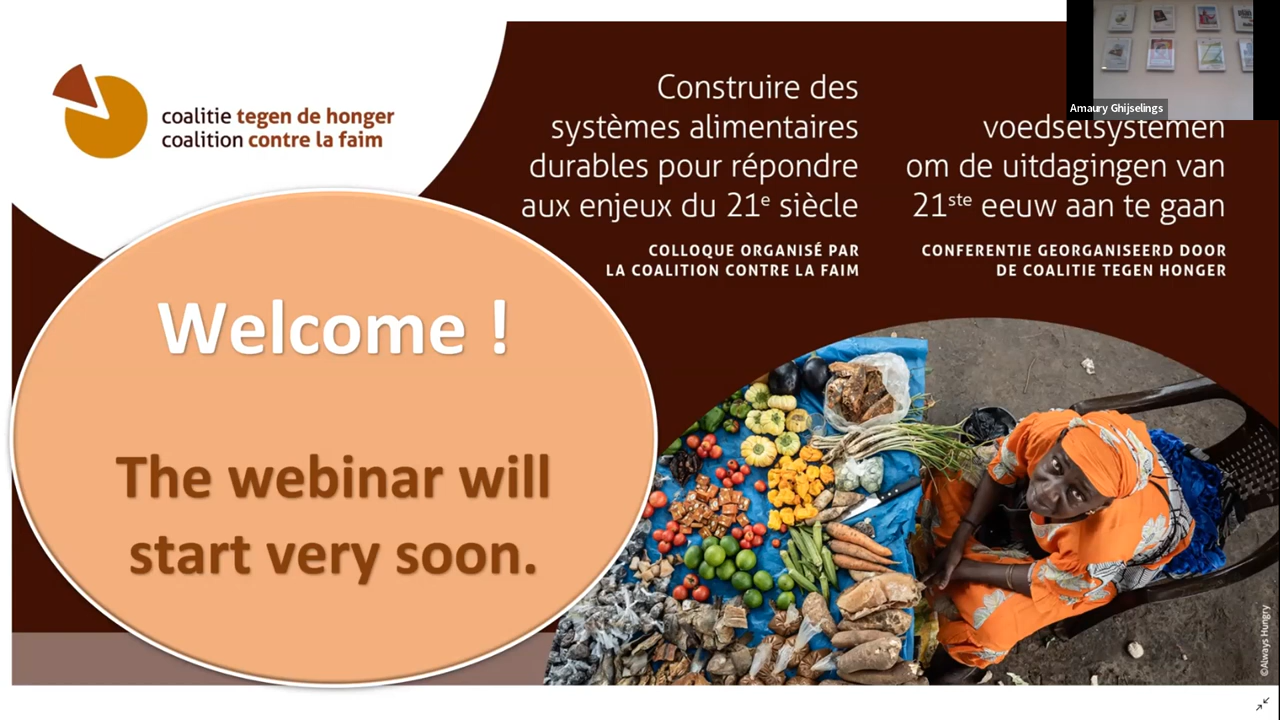 coalitie tegen de honger
coalition contre la faim
Construire des
systèmes alimentaires
durables pour répondre
aux enjeux du 21e siècle
COLLOQUE ORGANISÉ PAR
LA COALITION CONTRE LA FAIM
voedselsystemen
om de uitdagingen van
21ste eeuw aan te gaan
CONFERENTIE GEORGANISEERD DOOR
DE COALITIE TEGEN HONGER
Amaury Ghijselings
Welcome !
The webinar will
start very soon.
©Always Hungry